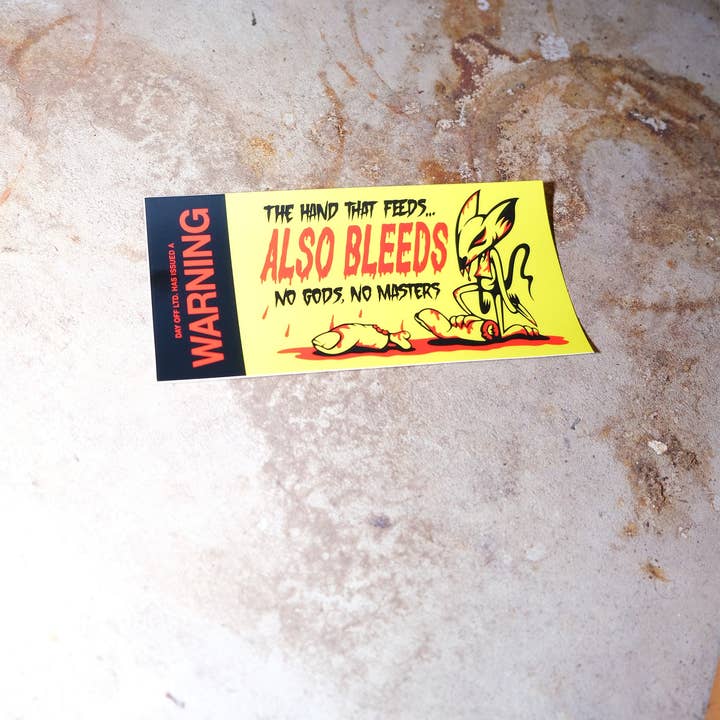 DAY OFF LTD. HAS ISSUED A
WARNING
THE HAND THAT FEEDS...
ALSO BLEEDS
NO GODS, NO MASTERS